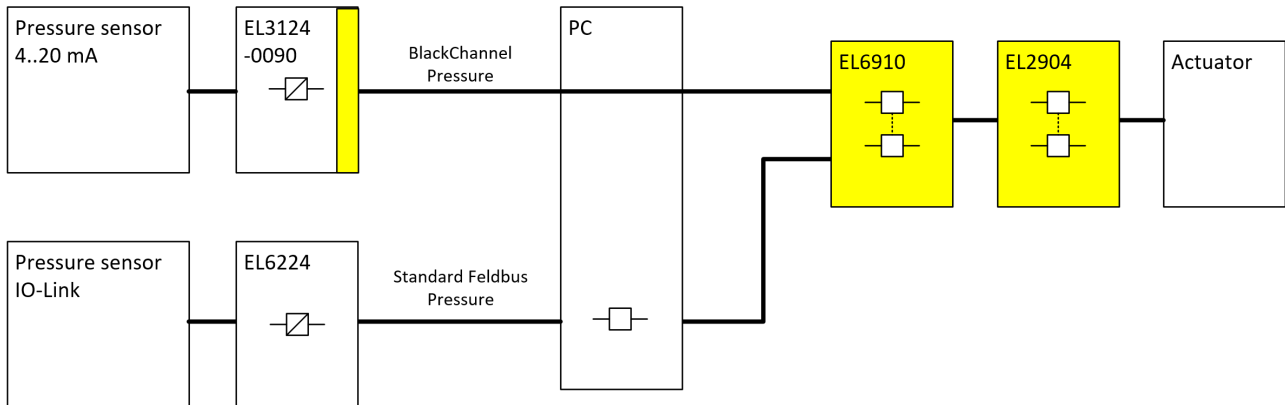 Pressure sensor
4..20 mA
EL3124
-0090
BlackChannel
Pressure
PC
EL6910
EL2904
Actuator
Pressure sensor
IO-Link
EL6224
Standard Feldbus
Pressure